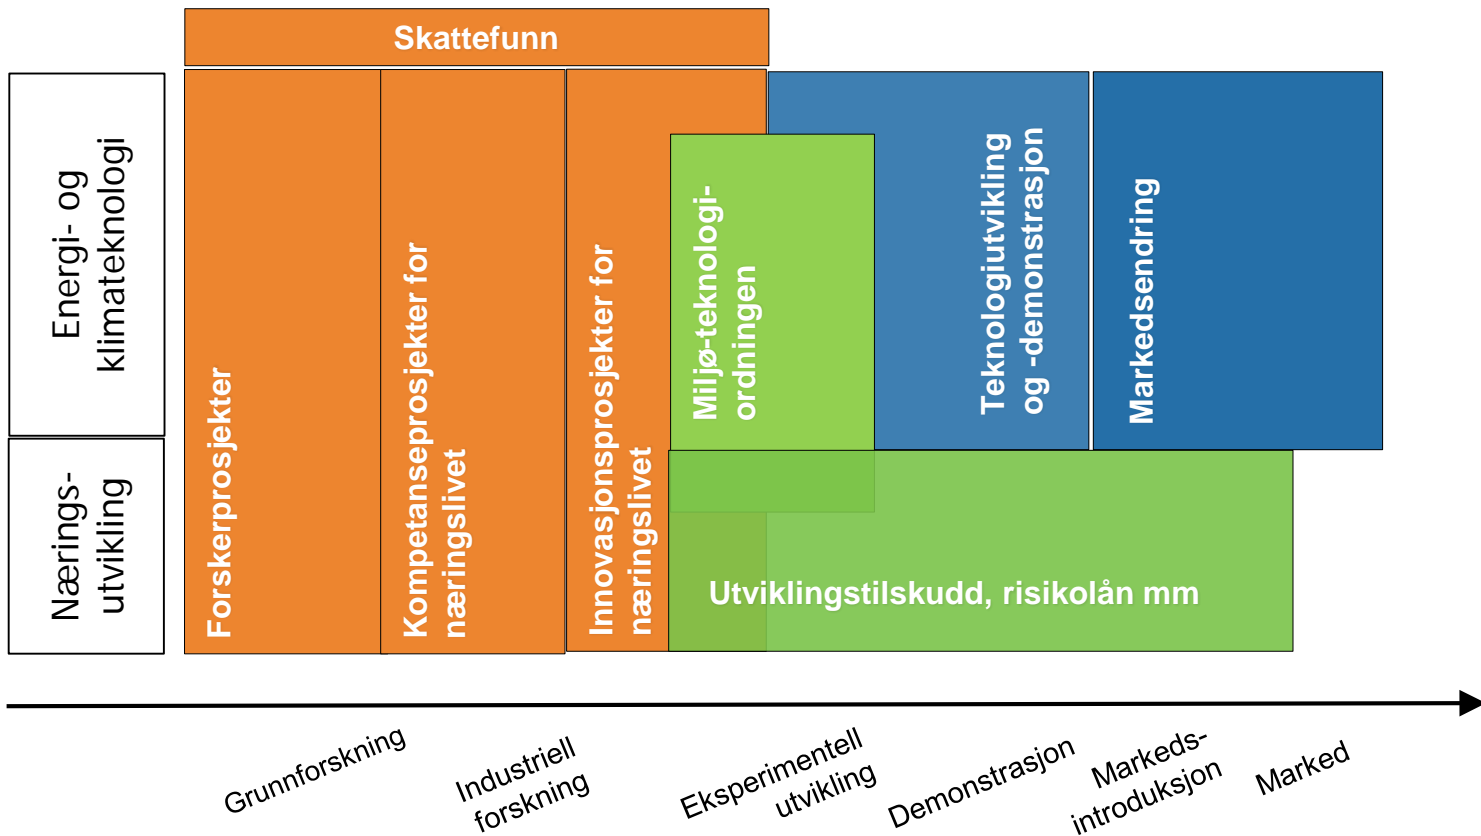 Skattefunn
Energi- og
klimateknologi
Nærings-
utvikling
Forskerprosjekter
Kompetanseprosjekter for
næringslivet
Innovasjonsprosjekter for
næringslivet
Miljø-teknologi-
ordningen
Teknologiutvikling
og -demonstrasjon
Markedsendring
Utviklingstilskudd, risikolån mm
Grunnforskning
Industriell
forskning
Eksperimentell
utvikling
Demonstrasjon
Markeds-
introduksjon
Marked